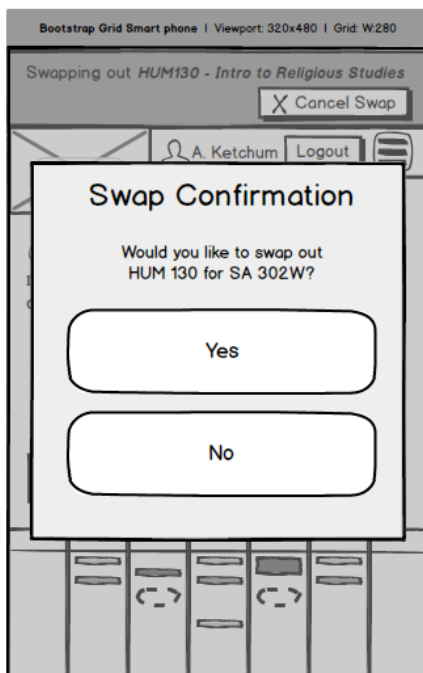 Bootstrap Grid Smart phone | Viewport: 320x480 | Grid: W:280
Swapping out HUM130 - Intro to Religious Studies
X Cancel Swap
A. Ketchum Logout
Swap Confirmation
Would you like to swap out
HUM 130 for SA 302W?
Yes
No